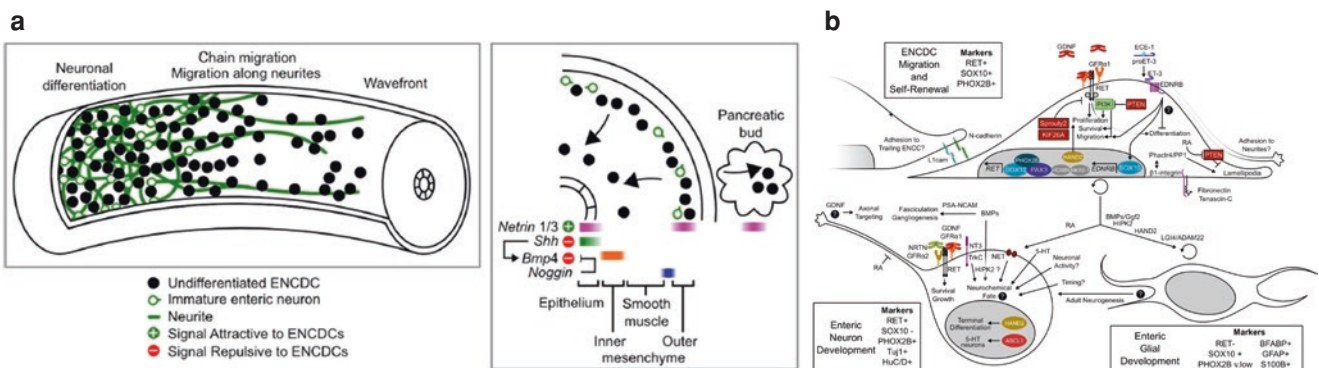 a
Neuronal
differentiation
Chain migration
Migration along neurites
Wavefront
Undifferentiated ENCDC
Immature enteric neuron
Neurite
Signal Attractive to ENCDCs
Signal Repulsive to ENCDCs
Pancreatic
bud
Netrin 1/3
Shh
Bmp4
Noggin
Epithelium
Smooth
muscle
Inner
Outer
mesenchyme
b
ENCDC
Migration
and
Self-Renewal
Markers
RET+
SOX10+
PHOX2B+
GDNF
GFRα1
RET
ECE-1
proET-3
ET-3
EDNRB
PI3K
PTEN
?
Proliferation
Survival
Migration
Sprouty2
KIF26A
Differentiation
RA
PTEN
Adhesion to
Neurites?
N-cadherin
Adhesion to
Trailing ENCC?
L1cam
RET
PHOX2B
SOX10
PAX3
EDNRB
SOX10
Phactr4/PP1
β1-integrin
Lamellipodia
Fibronectin
Tenascin-C
GDNF
?
Axonal
Targeting
Fasciculation
Gangliogenesis
PSA-NCAM
BMPs
RA
BMPs/Ggf2
HIPK2
HAND2
LGI4/ADAM22
RA
NRTN
GFRα2
GDNF
GFRα1
RET
NT3
TrkC
HIPK2 ?
NET
5-HT
Survival
Growth
Neurochemical
Fate
?
Neuronal
Activity?
Timing?
Adult Neurogenesis
?
Terminal
Differentiation
HAND2
5-HT
neurons
ASCL1
Enteric
Neuron
Development
Markers
RET+
SOX10 -
PHOX2B+
Tuj1+
HuC/D+
Enteric
Glial
Development
Markers
RET-
BFABP+
SOX10 +
GFAP+
PHOX2B v.low
S100B+